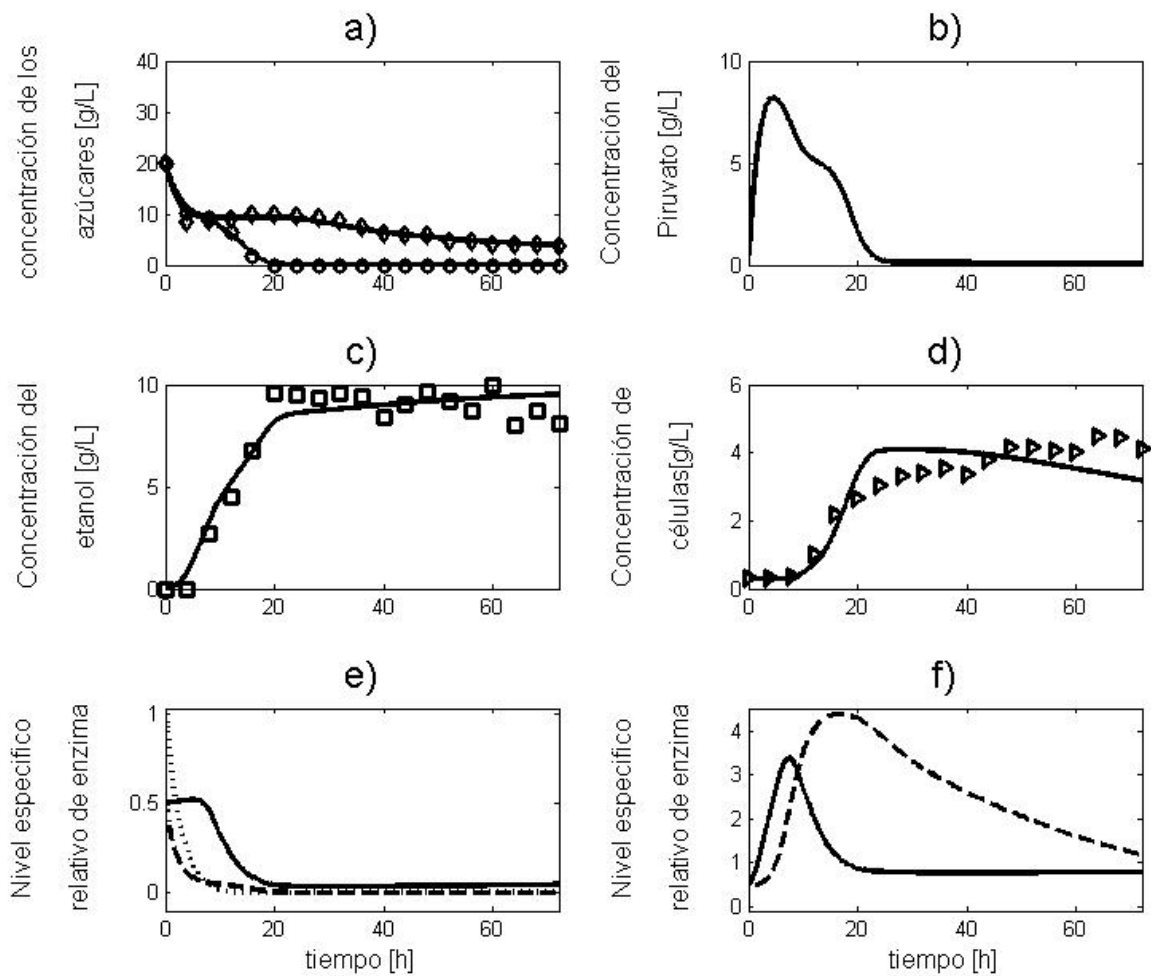 a)
concentración de los
azúcares [g/L]
40
30
20
10
0
0
20
40
60
b)
Concentración del
Piruvato [g/L]
10
5
0
0
20
40
60
c)
Concentración del
etanol [g/L]
10
5
0
0
20
40
60
d)
Concentración de
células[g/L]
6
4
2
0
0
20
40
60
e)
Nivel específico
relativo de enzima
1
0.5
0
0
20
40
60
tiempo [h]
f)
Nivel específico
relativo de enzima
4
3
2
1
0
0
20
40
60
tiempo [h]